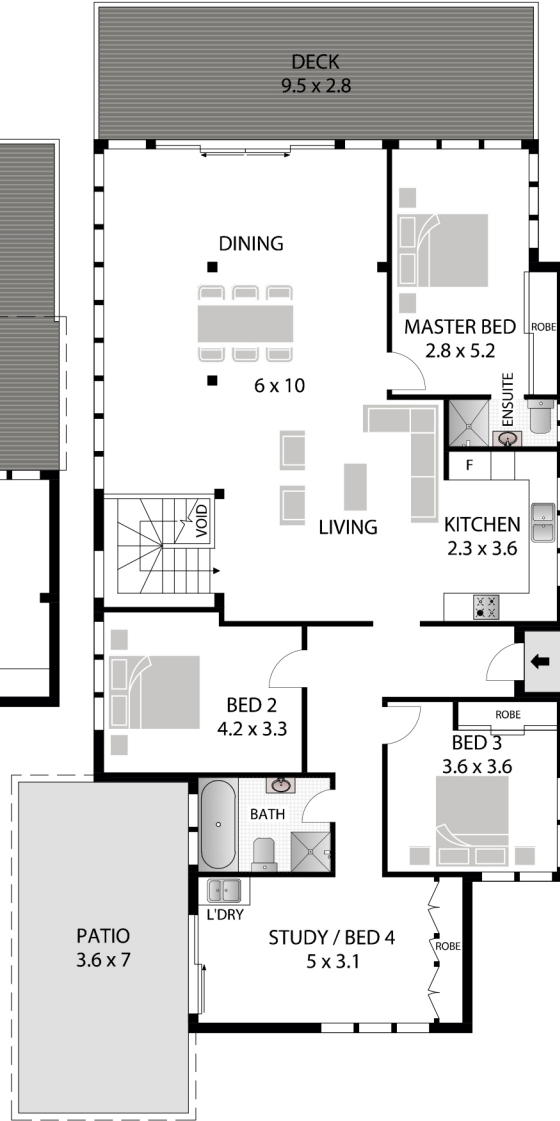 DECK
9.5 x 2.8
DINING
MASTER BED
2.8 x 5.2
ROBE
6 x 10
ENSUITE
F
VOID
LIVING
KITCHEN
2.3 x 3.6
BED 2
4.2 x 3.3
ROBE
BED 3
3.6 x 3.6
BATH
L'DRY
PATIO
3.6 x 7
STUDY / BED 4
5 x 3.1
ROBE